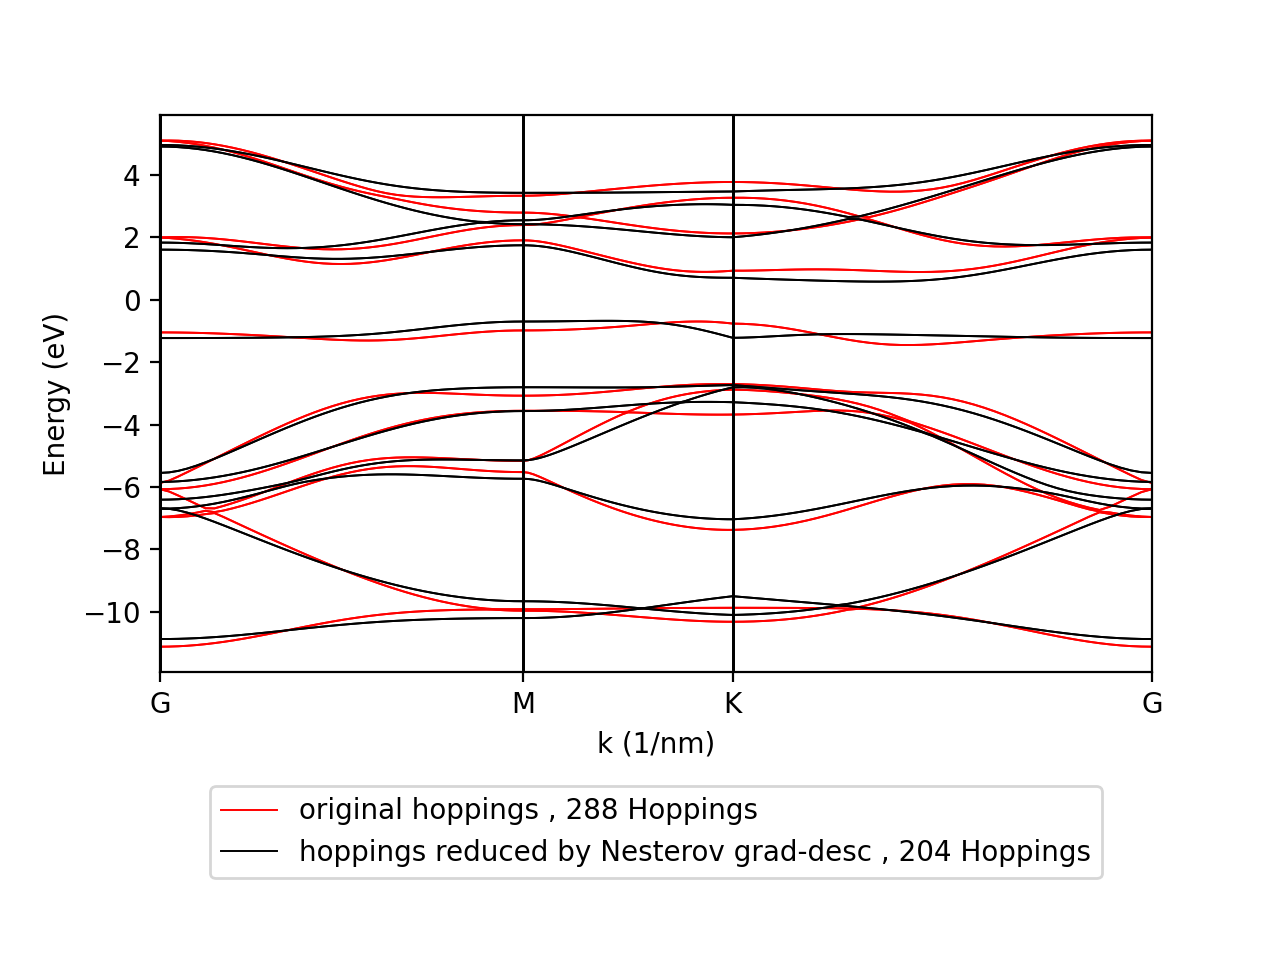 4
2
0
−2
−4
−6
−8
−10
Energy (eV)
G M K G
k (1/nm)
original hoppings , 288 Hoppings
hoppings reduced by Nesterov grad-desc , 204 Hoppings